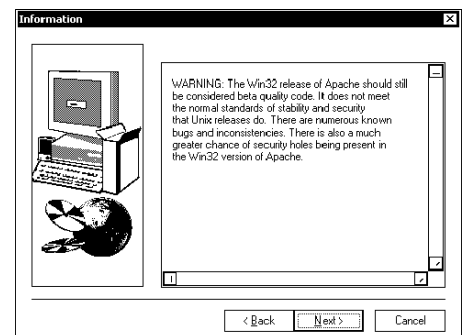 Information
WARNING: The Win32 release of Apache should still
be considered beta quality code. It does not meet
the normal standards of stability and security
that Unix releases do. There are numerous known
bugs and inconsistencies. There is also a much
greater chance of security holes being present in
the Win32 version of Apache.
< Back
Next >
Cancel